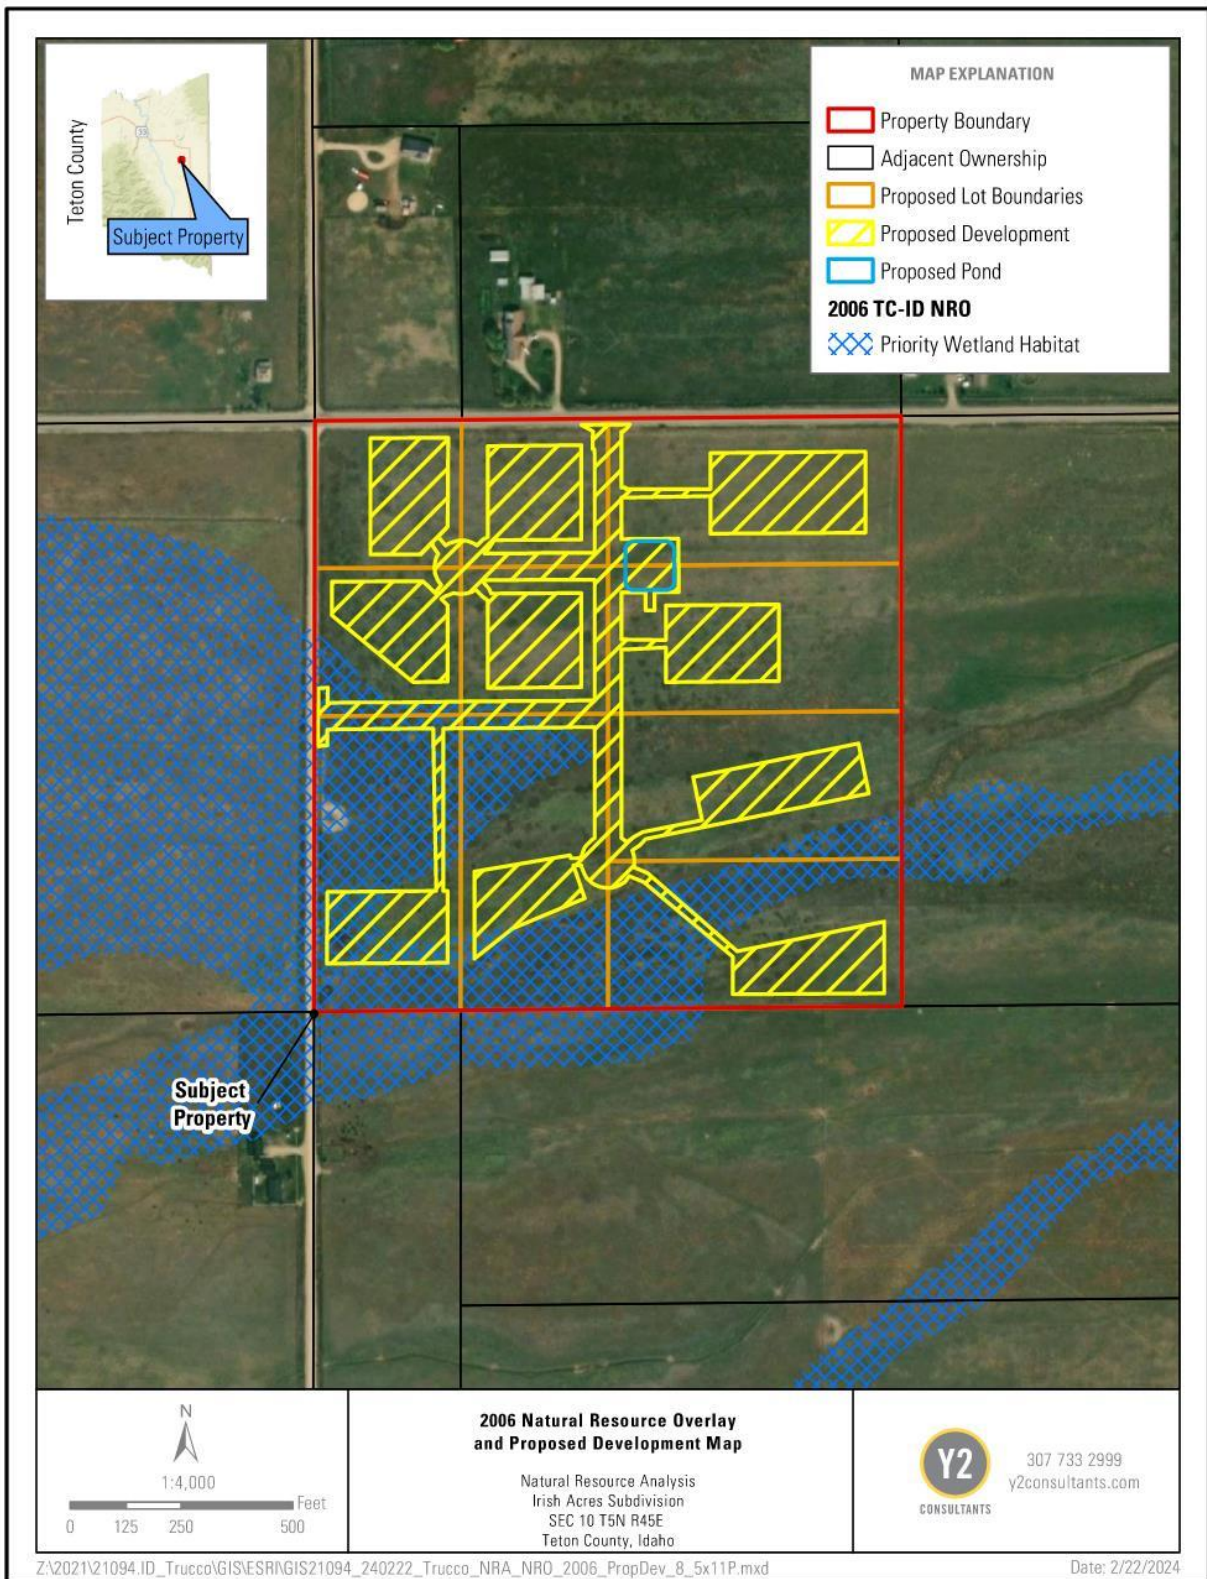 Teton County
33
Subject Property
MAP EXPLANATION
Property Boundary
Adjacent Ownership
Proposed Lot Boundaries
Proposed Development
Proposed Pond
2006 TC-ID NRO
Priority Wetland Habitat
Subject
Property
N
1:4,000
Feet
0 125 250 500
2006 Natural Resource Overlay
and Proposed Development Map
Natural Resource Analysis
Irish Acres Subdivision
SEC 10 T5N R45E
Teton County, Idaho
Y2
CONSULTANTS
307 733 2999
y2consultants.com
Z:\2021\21094.ID_Trucco\GIS\ESRI\GIS21094_240222_Trucco_NRA_NRO_2006_PropDev_8_5x11P.mxd
Date: 2/22/2024